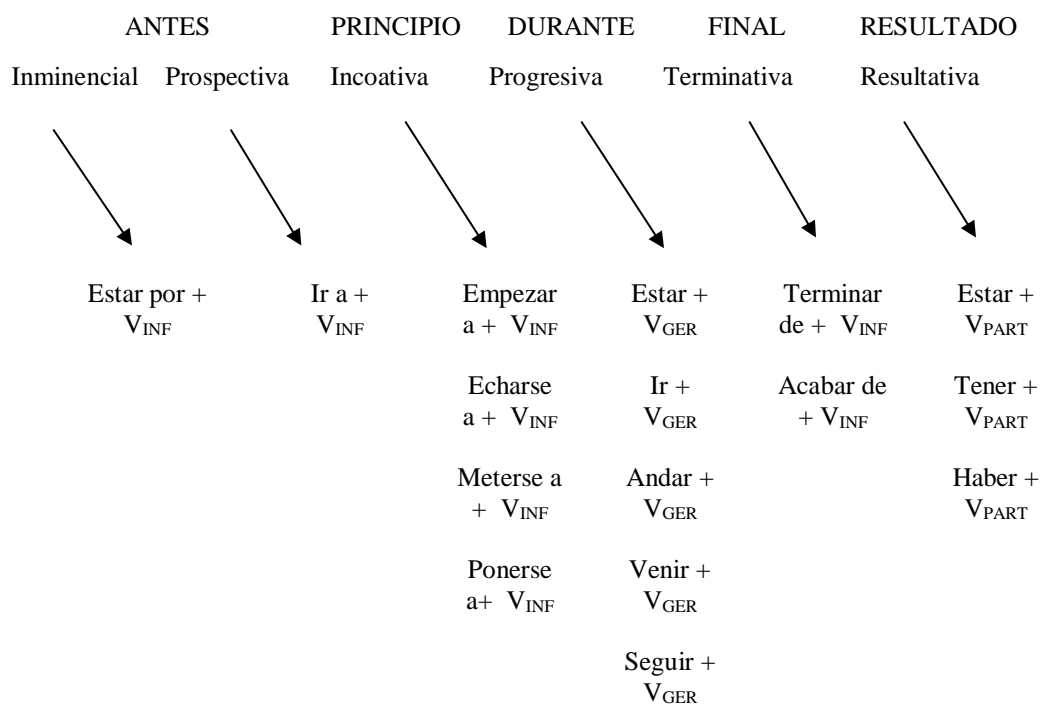 ANTES PRINCIPIO DURANTE FINAL RESULTADO
Inminencial Prospectiva Incoativa Progresiva Terminativa Resultativa
Estar por + Ir a + Empezar Estar + Terminar Estar +
VINF VINF a + VINF VGER de + VINF VPART
Echarse Ir + Acabar de Tener +
a + VINF VGER + VINF VPART
Meterse a Andar + Haber +
+ VINF VGER VPART
Ponerse Venir +
a+ VINF VGER
Seguir +
VGER